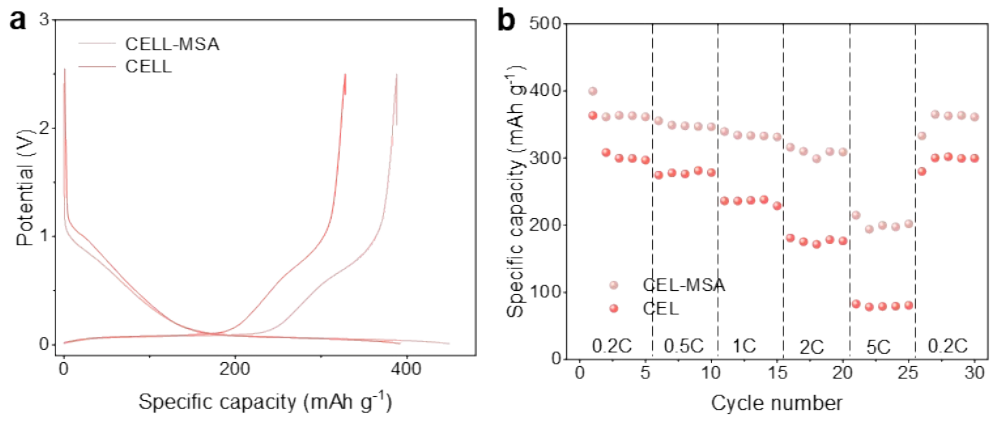 a
3
2
1
0
Potential (V)
CELL-MSA
CELL
0 200 400
Specific capacity (mAh g-1)
b
500
400
300
200
100
0
Specific capacity (mAh g-1)
CEL-MSA
CEL
0.2C 0.5C 1C 2C 5C 0.2C
0 5 10 15 20 25 30
Cycle number